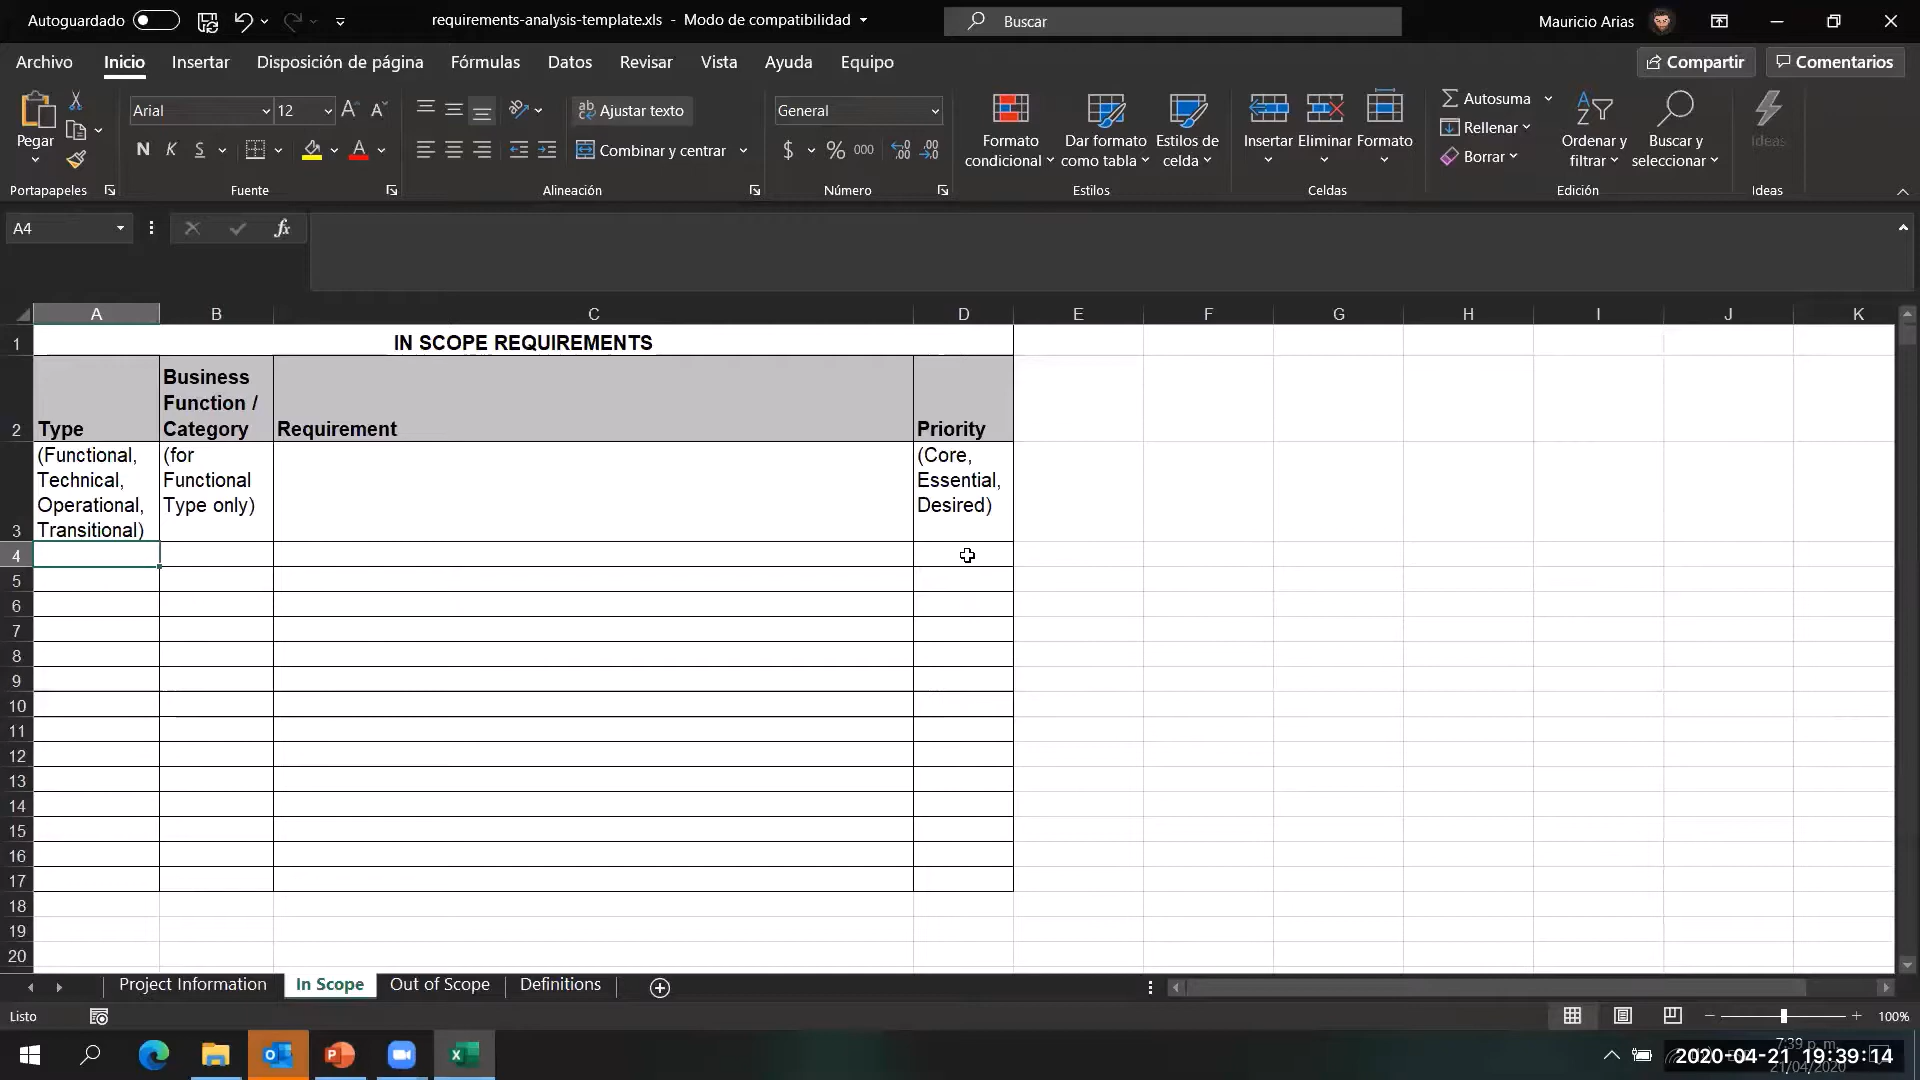 Autoguardado
requirements-analysis-template.xls - Modo de compatibilidad
Buscar
Mauricio Arias
Archivo Inicio Insertar Disposición de página Fórmulas Datos Revisar Vista Ayuda Equipo
Compartir Comentarios
Pegar
Portapapeles
Arial 12
N K S
Fuente
Ajustar texto
Combinar y centrar
Alineación
General
$ % 000
Número
Formato condicional
Dar formato como tabla
Estilos de celda
Estilos
Insertar Eliminar Formato
Celdas
Autosuma
Rellenar
Borrar
Ordenar y filtrar
Buscar y seleccionar
Edición
Ideas
Ideas
A4
fx
A B C D E F G H I J K
1 IN SCOPE REQUIREMENTS
2 Type
Business
Function /
Category
Requirement
Priority
3
(Functional,
Technical,
Operational,
Transitional)
(for
Functional
Type only)
(Core,
Essential,
Desired)
4
5
6
7
8
9
10
11
12
13
14
15
16
17
18
19
20
Project Information In Scope Out of Scope Definitions
Listo
100%
7:39 p. m.
2020-04-21 19:39:14
21/04/2020